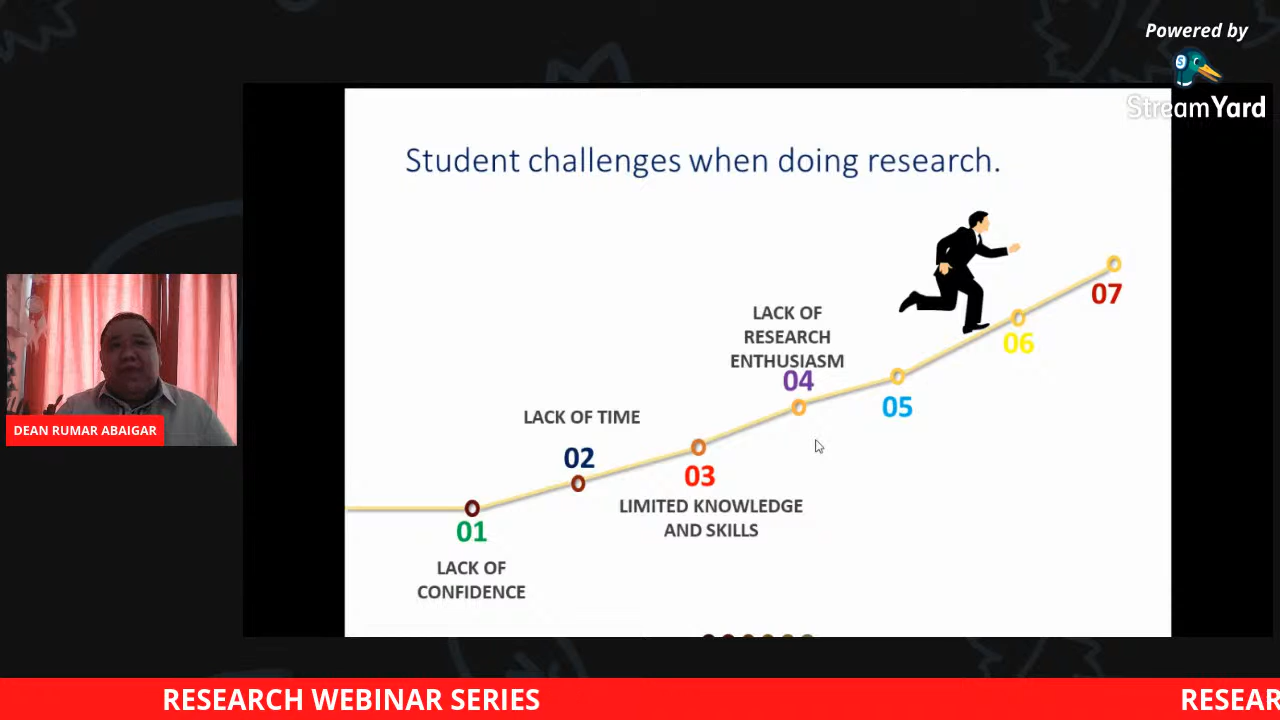 Powered by
StreamYard
Student challenges when doing research.
LACK OF
RESEARCH
ENTHUSIASM
04
07
06
05
LACK OF TIME
02
03
LIMITED KNOWLEDGE
AND SKILLS
01
LACK OF
CONFIDENCE
DEAN RUMAR ABAIGAR
RESEARCH WEBINAR SERIES
RESEAR